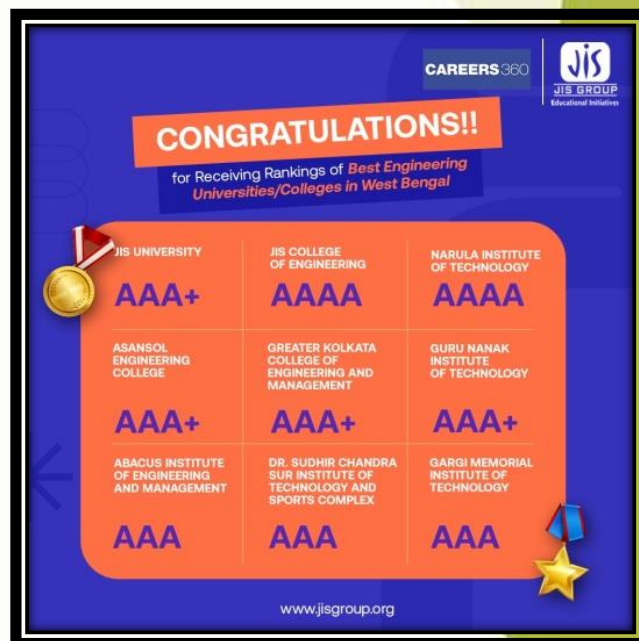 CAREERS360
JIS
JIS GROUP
Educational Initiatives
CONGRATULATIONS!!
for Receiving Rankings of Best Engineering
Universities/Colleges in West Bengal
JIS UNIVERSITY
AAA+
JIS COLLEGE
OF ENGINEERING
AAAA
NARULA INSTITUTE
OF TECHNOLOGY
AAAA
ASANSOL
ENGINEERING
COLLEGE
AAA+
GREATER KOLKATA
COLLEGE OF
ENGINEERING AND
MANAGEMENT
AAA+
GURU NANAK
INSTITUTE
OF TECHNOLOGY
AAA+
ABACUS INSTITUTE
OF ENGINEERING
AND MANAGEMENT
AAA
DR. SUDHIR CHANDRA
SUR INSTITUTE OF
TECHNOLOGY AND
SPORTS COMPLEX
AAA
GARGI MEMORIAL
INSTITUTE OF
TECHNOLOGY
AAA
www.jisgroup.org